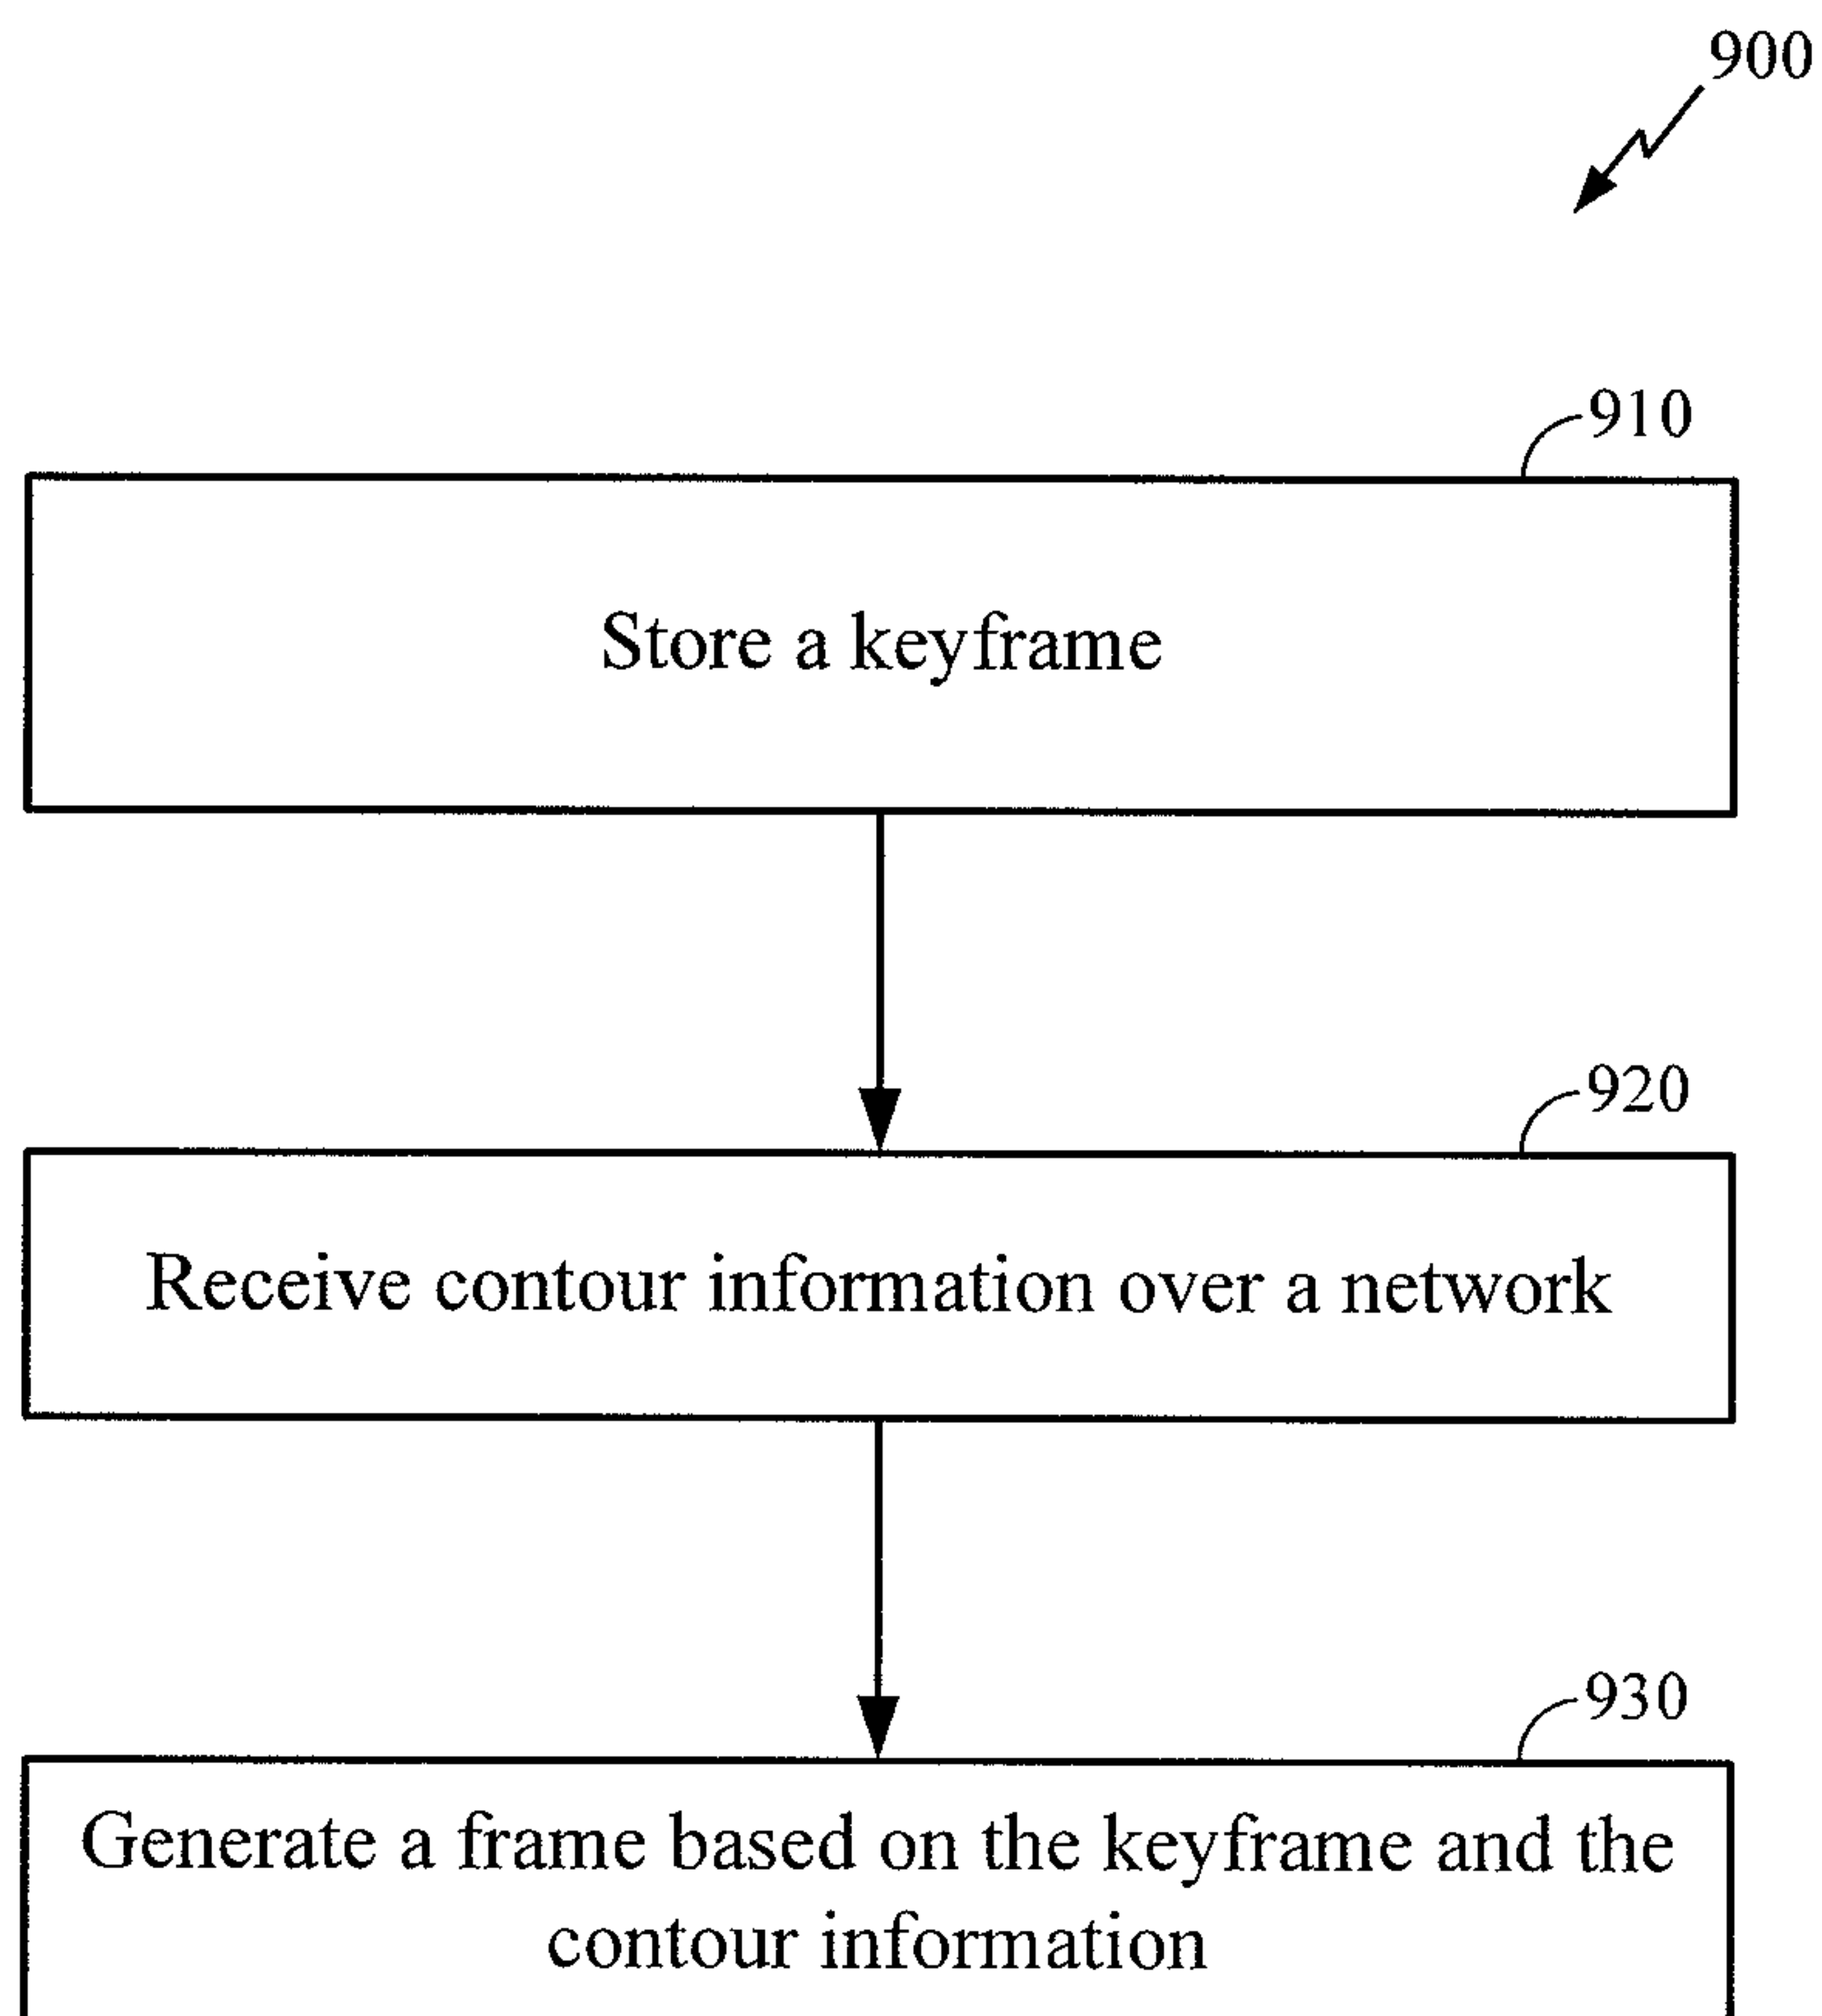 900
910
Store a keyframe
920
Receive contour information over a network
930
Generate a frame based on the keyframe and the
contour information